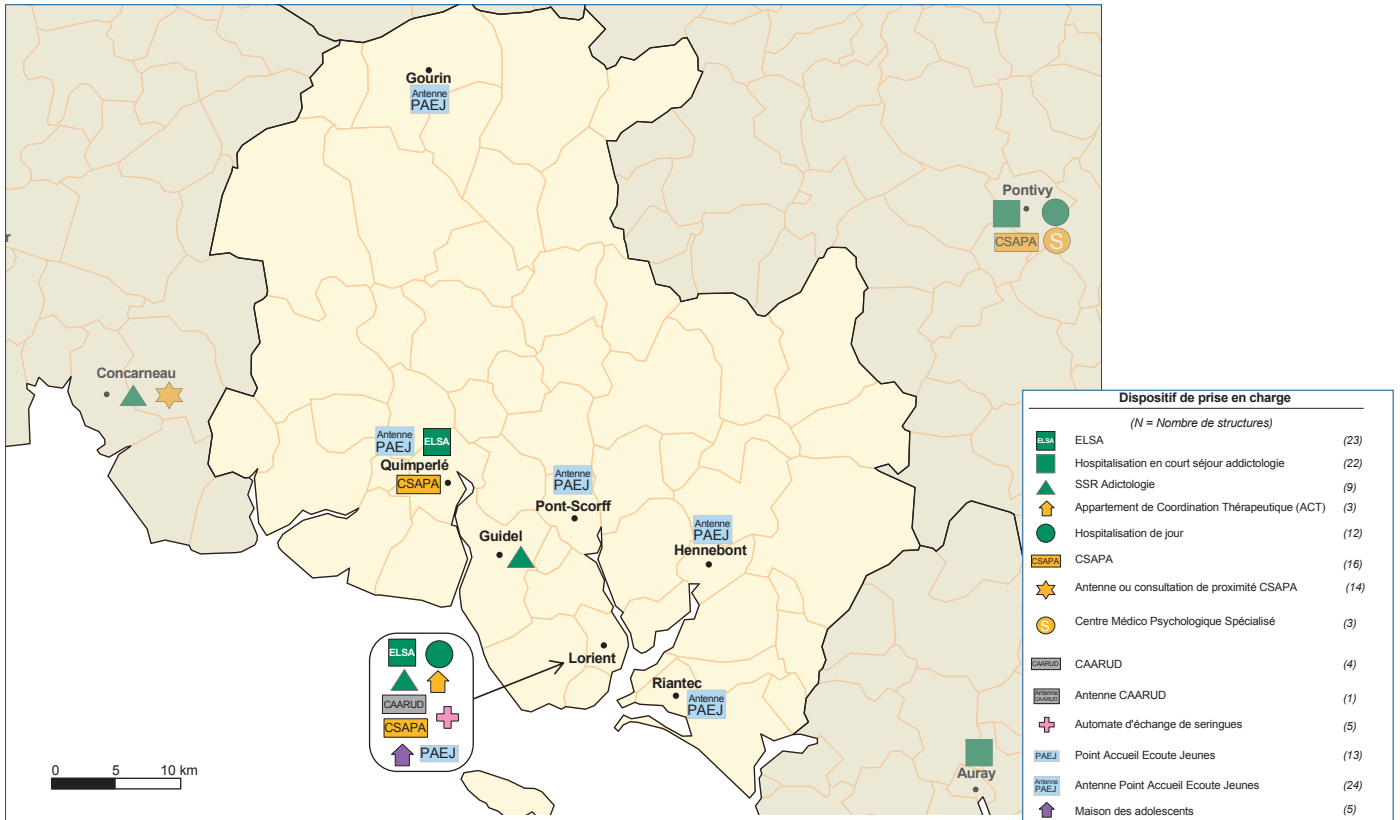 Gourin
Antenne
PAEJ
Pontivy
CSAPA
S
r
Concarneau
Antenne
PAEJ
ELSA
Quimperlé
CSAPA
Antenne
PAEJ
Pont-Scorff
Guidel
Antenne
PAEJ
Hennebont
Lorient
ELSA
CAARUD
CSAPA
PAEJ
Riantec
Antenne
PAEJ
Auray
0 5 10 km
Dispositif de prise en charge
(N = Nombre de structures)
ELSA ELSA (23)
Hospitalisation en court séjour addictologie (22)
SSR Adictologie (9)
Appartement de Coordination Thérapeutique (ACT) (3)
Hospitalisation de jour (12)
CSAPA CSAPA (16)
Antenne ou consultation de proximité CSAPA (14)
S Centre Médico Psychologique Spécialisé (3)
CAARUD CAARUD (4)
Antenne
CAARUD Antenne CAARUD (1)
Automate d'échange de seringues (5)
PAEJ Point Accueil Ecoute Jeunes (13)
Antenne
PAEJ Antenne Point Accueil Ecoute Jeunes (24)
Maison des adolescents (5)